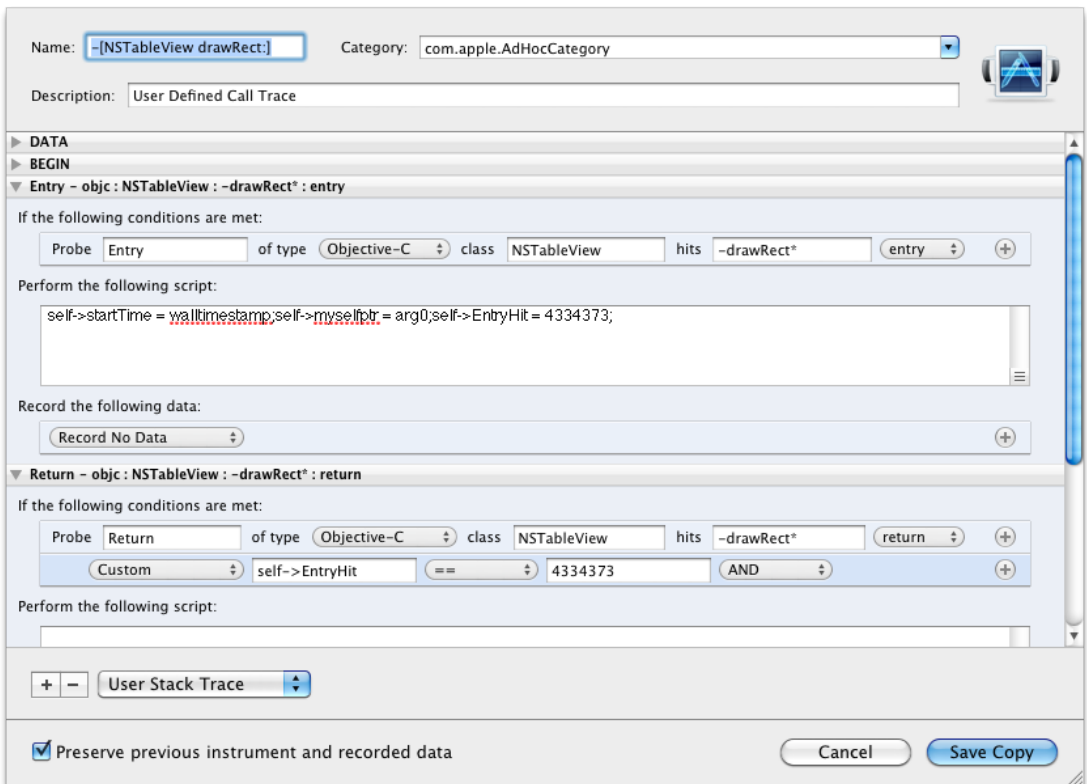 Name: -[NSTableView drawRect:] Category: com.apple.AdHocCategory
Description: User Defined Call Trace
DATA
BEGIN
Entry - objc : NSTableView : -drawRect* : entry
If the following conditions are met:
Probe Entry of type Objective-C class NSTableView hits -drawRect* entry
Perform the following script:
self->startTime = walltimestamp;self->myselfptr = arg0;self->EntryHit = 4334373;
Record the following data:
Record No Data
Return - objc : NSTableView : -drawRect* : return
If the following conditions are met:
Probe Return of type Objective-C class NSTableView hits -drawRect* return
Custom self->EntryHit == 4334373 AND
Perform the following script:
+ - User Stack Trace
Preserve previous instrument and recorded data Cancel Save Copy